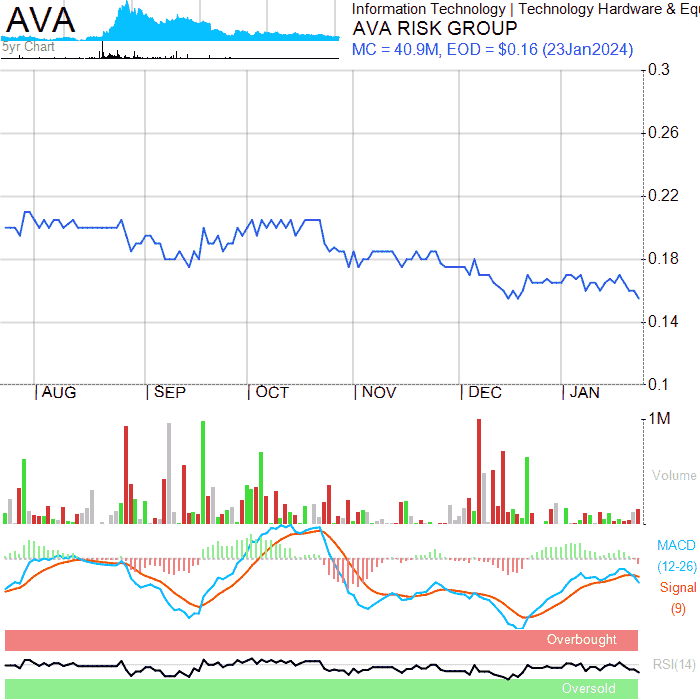 AVA
5yr Chart
Information Technology | Technology Hardware & Equ
AVA RISK GROUP
MC = 40.9M, EOD = $0.16 (23Jan2024)
0.3
0.26
0.22
0.18
0.14
0.1
|AUG |SEP |OCT |NOV |DEC |JAN
1M
Volume
MACD
(12-26)
Signal
(9)
Overbought
RSI(14)
Oversold